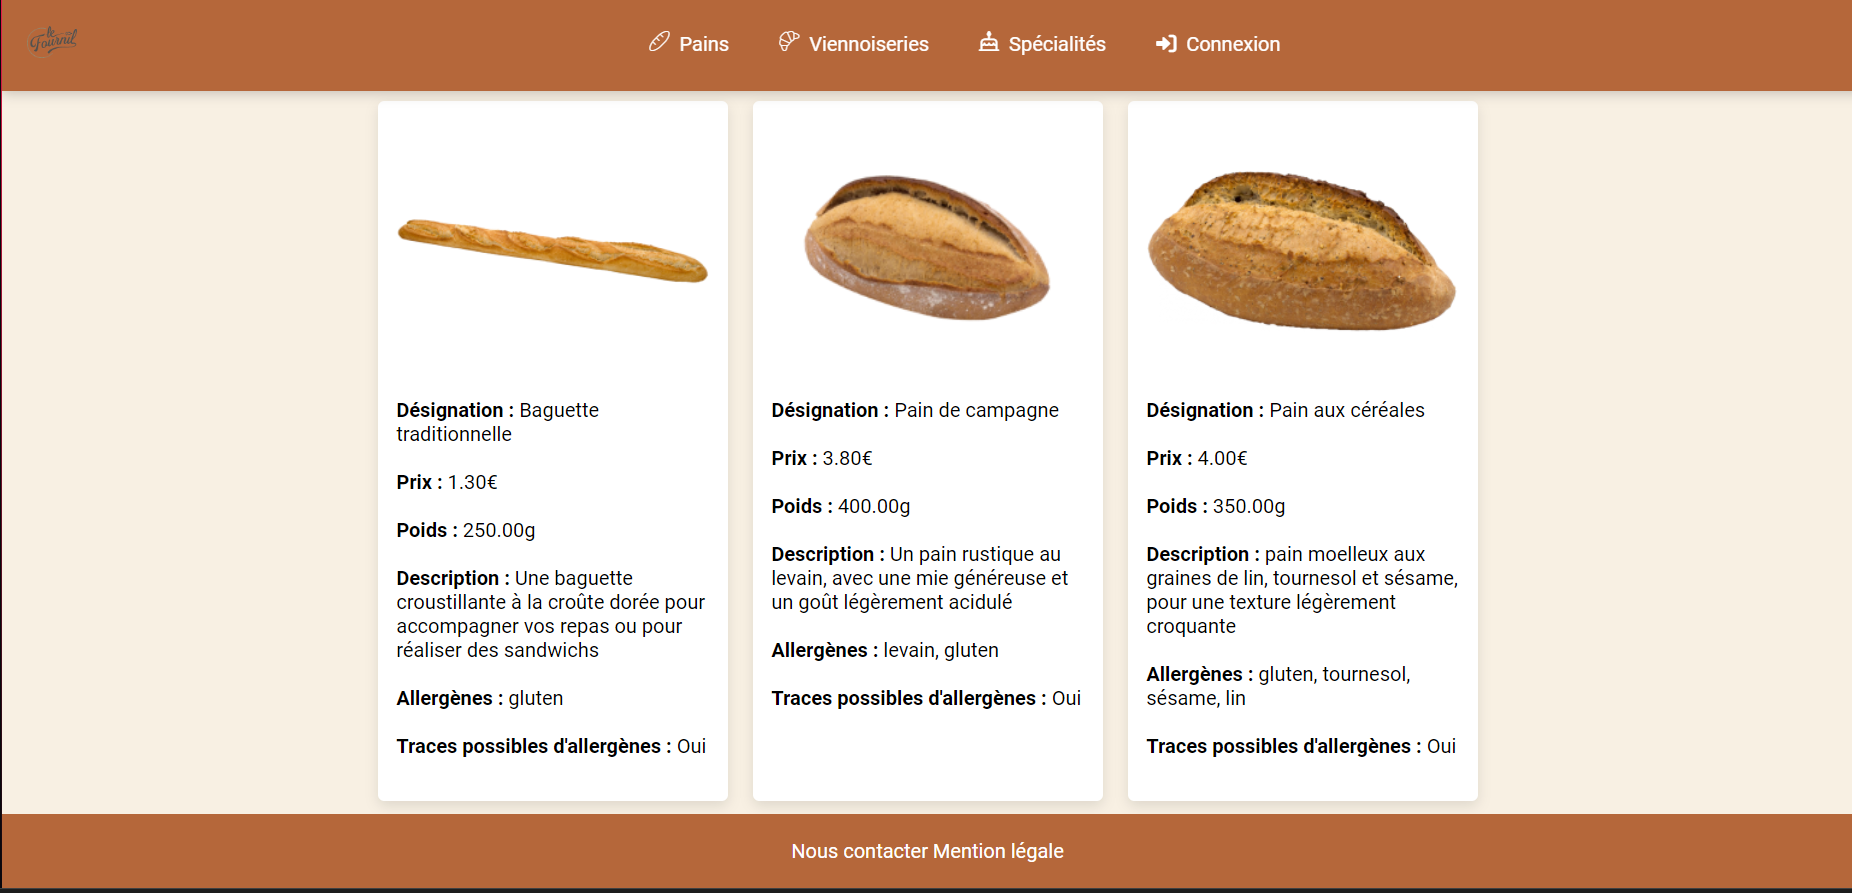 le
Fournil
Pains
Viennoiseries
Spécialités
Connexion
Désignation : Baguette
traditionnelle
Prix : 1.30€
Poids : 250.00g
Description : Une baguette
croustillante à la croûte dorée pour
accompagner vos repas ou pour
réaliser des sandwichs
Allergènes : gluten
Traces possibles d'allergènes : Oui
Désignation : Pain de campagne
Prix : 3.80€
Poids : 400.00g
Description : Un pain rustique au
levain, avec une mie généreuse et
un goût légèrement acidulé
Allergènes : levain, gluten
Traces possibles d'allergènes : Oui
Désignation : Pain aux céréales
Prix : 4.00€
Poids : 350.00g
Description : pain moelleux aux
graines de lin, tournesol et sésame,
pour une texture légèrement
croquante
Allergènes : gluten, tournesol,
sésame, lin
Traces possibles d'allergènes : Oui
Nous contacter Mention légale